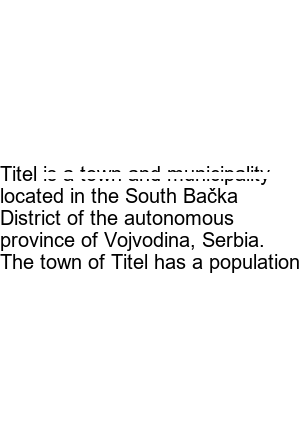 Titel is a town and municipality
located in the South Bačka
District of the autonomous
province of Vojvodina, Serbia.
The town of Titel has a population